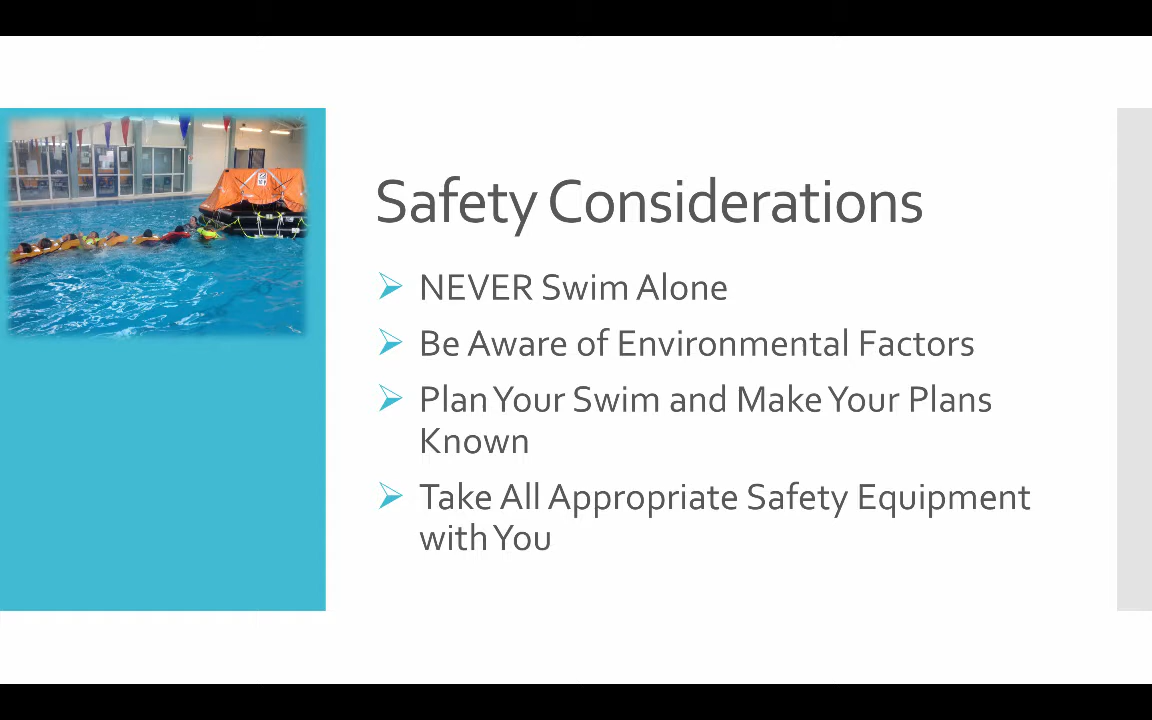 Safety Considerations
NEVER Swim Alone
Be Aware of Environmental Factors
Plan Your Swim and Make Your Plans
Known
Take All Appropriate Safety Equipment
with You